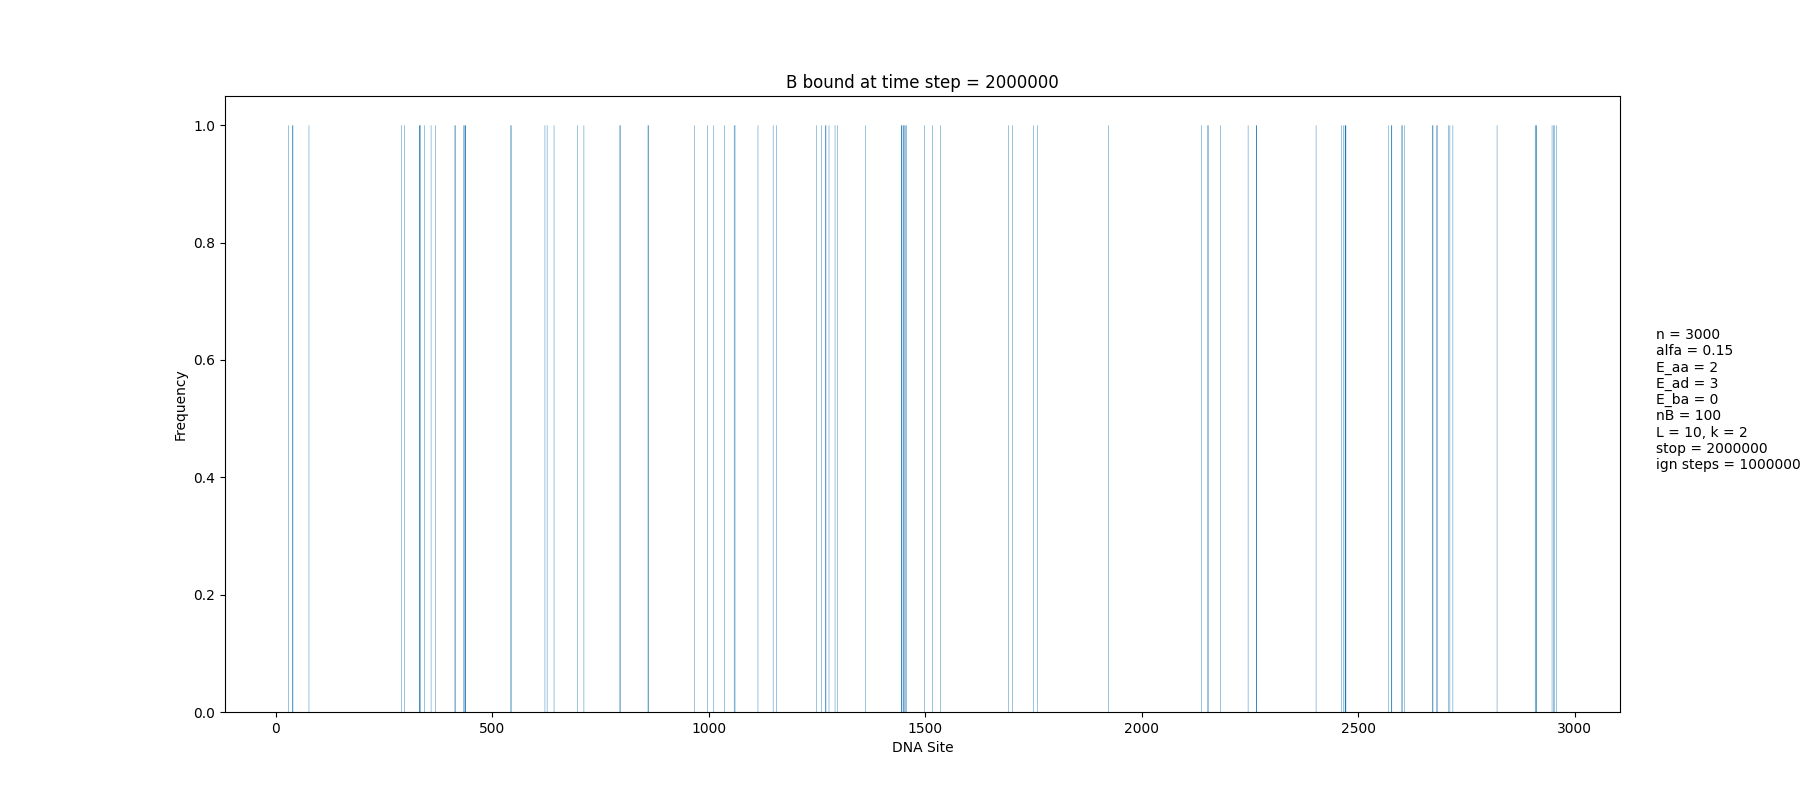 B bound at time step = 2000000
1.0
0.8
0.6
0.4
0.2
0.0
Frequency
0 500 1000 1500 2000 2500 3000
DNA Site
n = 3000
alfa = 0.15
E_aa = 2
E_ad = 3
E_ba = 0
nB = 100
L = 10, k = 2
stop = 2000000
ign steps = 1000000